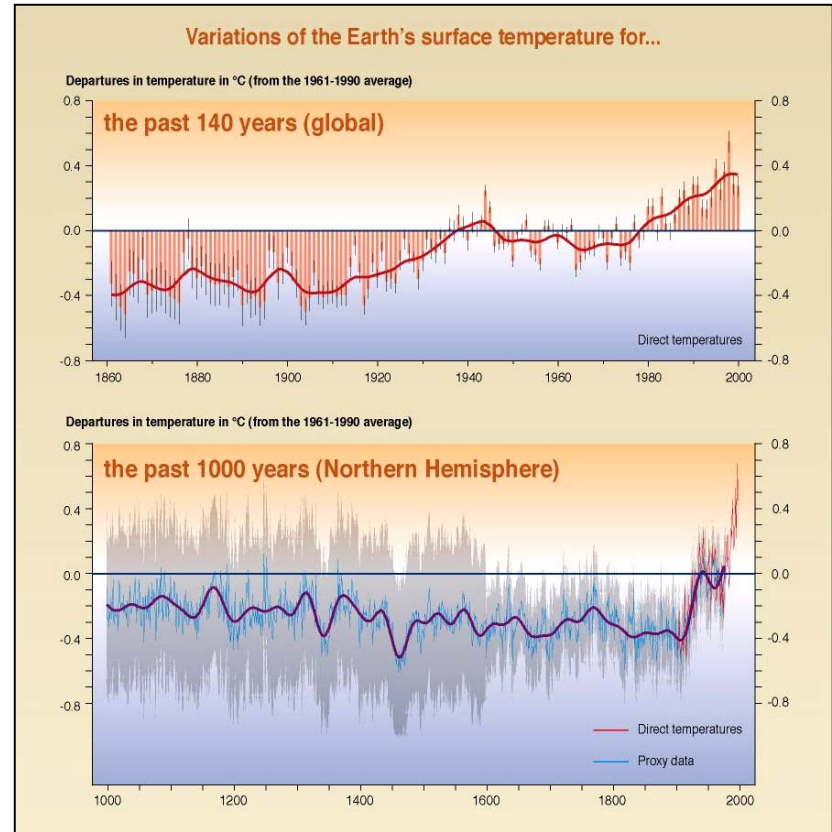 Variations of the Earth's surface temperature for...
Departures in temperature in °C (from the 1961-1990 average)
the past 140 years (global)
0.8 0.8
0.4 0.4
0.0 0.0
-0.4 -0.4
-0.8 -0.8
Direct temperatures
1860 1880 1900 1920 1940 1960 1980 2000
Departures in temperature in °C (from the 1961-1990 average)
the past 1000 years (Northern Hemisphere)
0.8 0.8
0.4 0.4
0.0 0.0
-0.4 -0.4
-0.8 -0.8
Direct temperatures
Proxy data
1000 1200 1400 1600 1800 2000